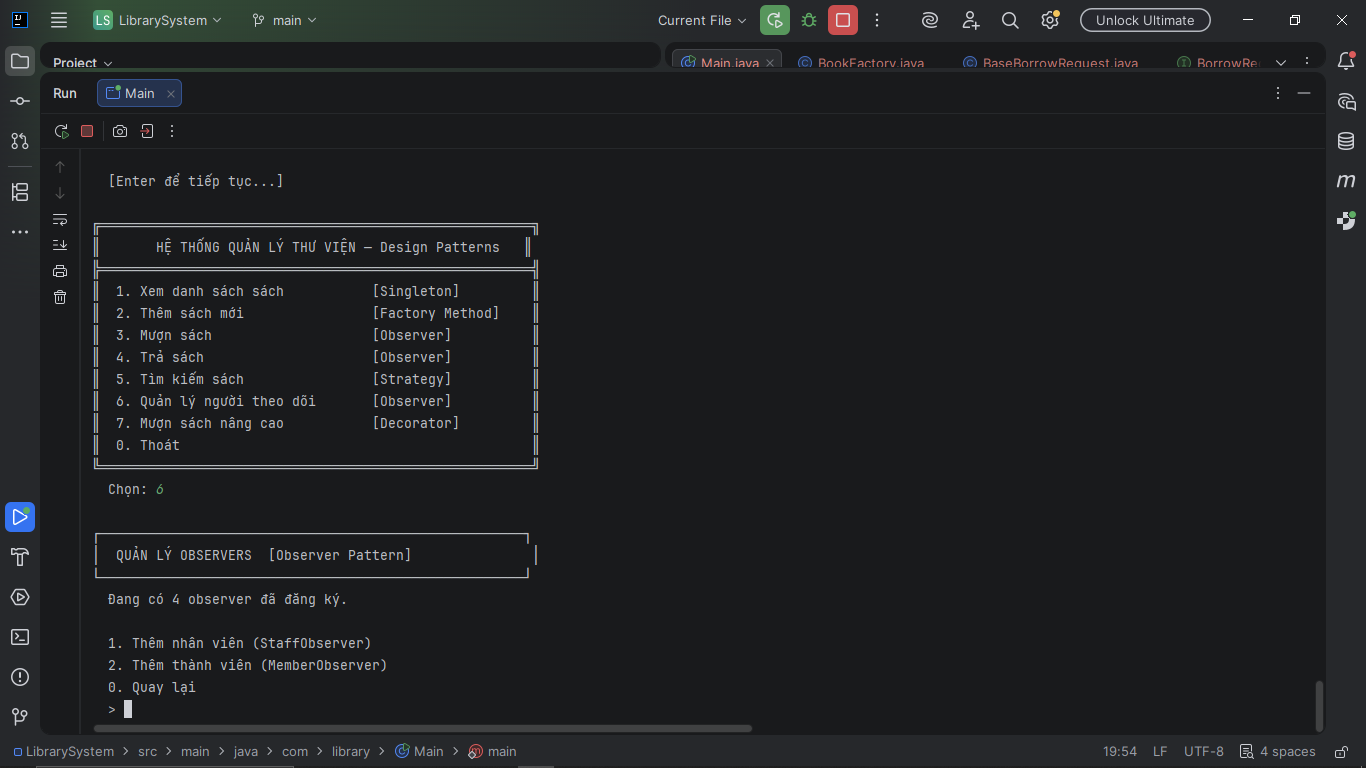 LS LibrarySystem main Current File Unlock Ultimate
Project Main.java BookFactory.java BaseBorrowRequest.java BorrowRe
Run Main
[Enter để tiếp tục...]
HỆ THỐNG QUẢN LÝ THƯ VIỆN — Design Patterns
1. Xem danh sách sách [Singleton]
2. Thêm sách mới [Factory Method]
3. Mượn sách [Observer]
4. Trả sách [Observer]
5. Tìm kiếm sách [Strategy]
6. Quản lý người theo dõi [Observer]
7. Mượn sách nâng cao [Decorator]
0. Thoát
Chọn: 6
QUẢN LÝ OBSERVERS [Observer Pattern]
Đang có 4 observer đã đăng ký.
1. Thêm nhân viên (StaffObserver)
2. Thêm thành viên (MemberObserver)
0. Quay lại
>
LibrarySystem > src > main > java > com > library > Main > main 19:54 LF UTF-8 4 spaces